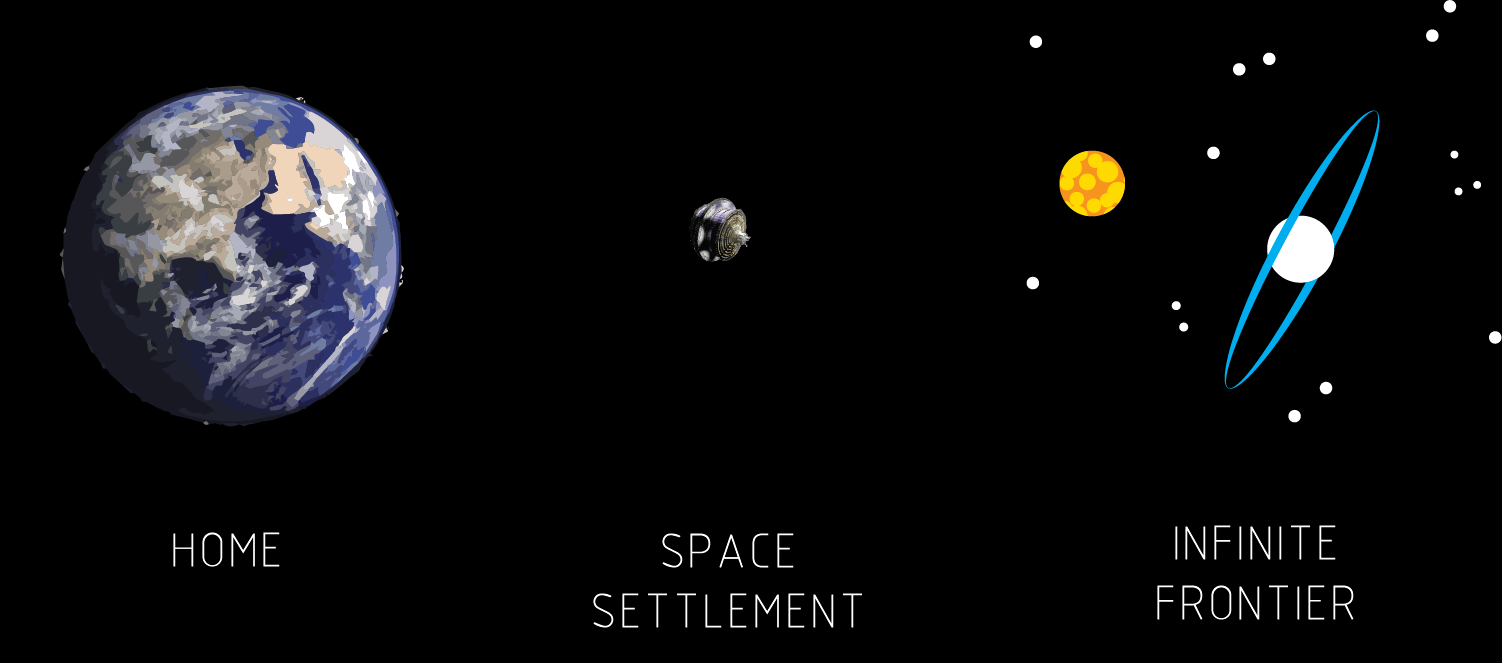 HOME
SPACE
SETTLEMENT
INFINITE
FRONTIER